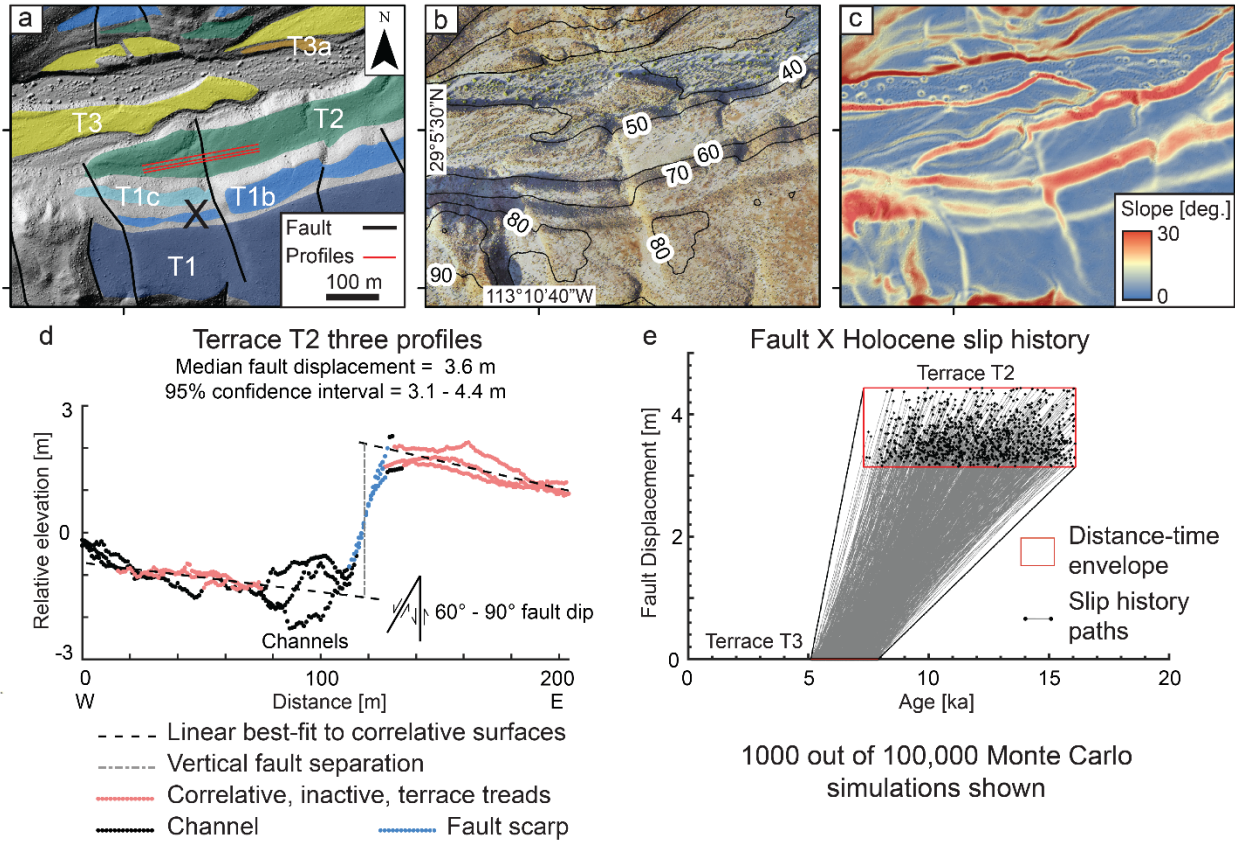 a
N
T3a
T3
T2
T1c
T1b
X
T1
Fault
Profiles
100 m
b
40
50
60
70
80
80
90
29°5'30"N
113°10'40"W
c
Slope [deg.]
30
0
d
Terrace T2 three profiles
Median fault displacement = 3.6 m
95% confidence interval = 3.1 - 4.4 m
3
0
-3
Relative elevation [m]
60° - 90° fault dip
Channels
0
100
200
W
Distance [m]
E
Linear best-fit to correlative surfaces
Vertical fault separation
Correlative, inactive, terrace treads
Channel
Fault scarp
e
Fault X Holocene slip history
Terrace T2
4
2
0
Fault Displacement [m]
Distance-time
envelope
Slip history
paths
Terrace T3
0
5
10
15
20
Age [ka]
1000 out of 100,000 Monte Carlo
simulations shown